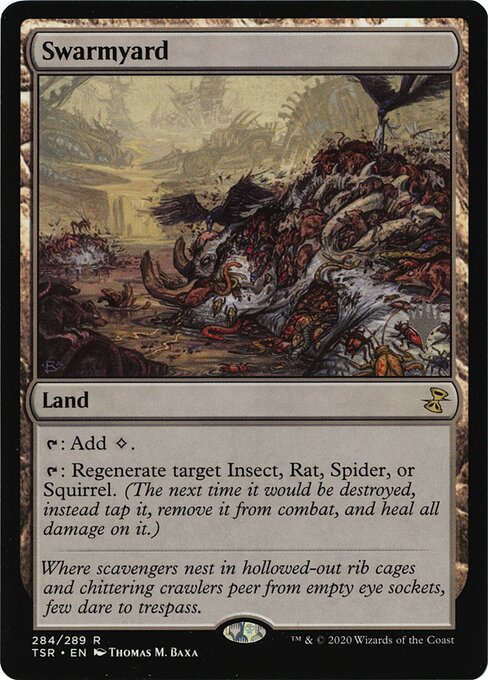 Swarmyard
Land
: Add .
: Regenerate target Insect, Rat, Spider, or
Squirrel. (The next time it would be destroyed,
instead tap it, remove it from combat, and heal all
damage on it.)
Where scavengers nest in hollowed-out rib cages
and chittering crawlers peer from empty eye sockets,
few dare to trespass.
284/289 R
TSR • EN Thomas M. Baxa
™ & © 2020 Wizards of the Coast